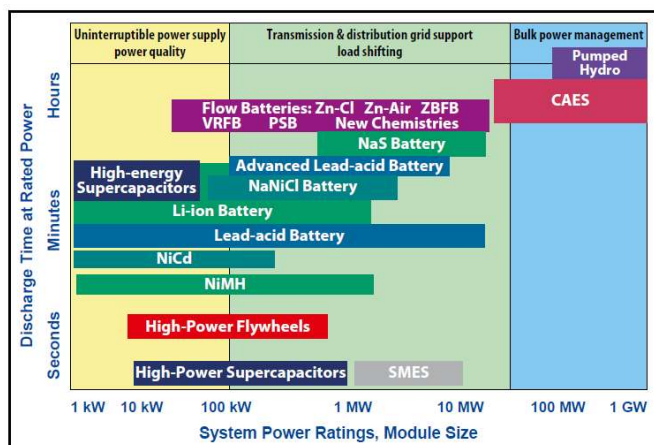 Uninterruptible power supply
power quality
Transmission & distribution grid support
load shifting
Bulk power management
Pumped
Hydro
CAES
Flow Batteries: Zn-Cl Zn-Air ZBFB
VRFB PSB New Chemistries
NaS Battery
Advanced Lead-acid Battery
High-energy
Supercapacitors
NaNiCl Battery
Li-ion Battery
Lead-acid Battery
NiCd
NiMH
High-Power Flywheels
High-Power Supercapacitors
SMES
Discharge Time at Rated Power
Hours
Minutes
Seconds
1 kW 10 kW 100 kW 1 MW 10 MW 100 MW 1 GW
System Power Ratings, Module Size